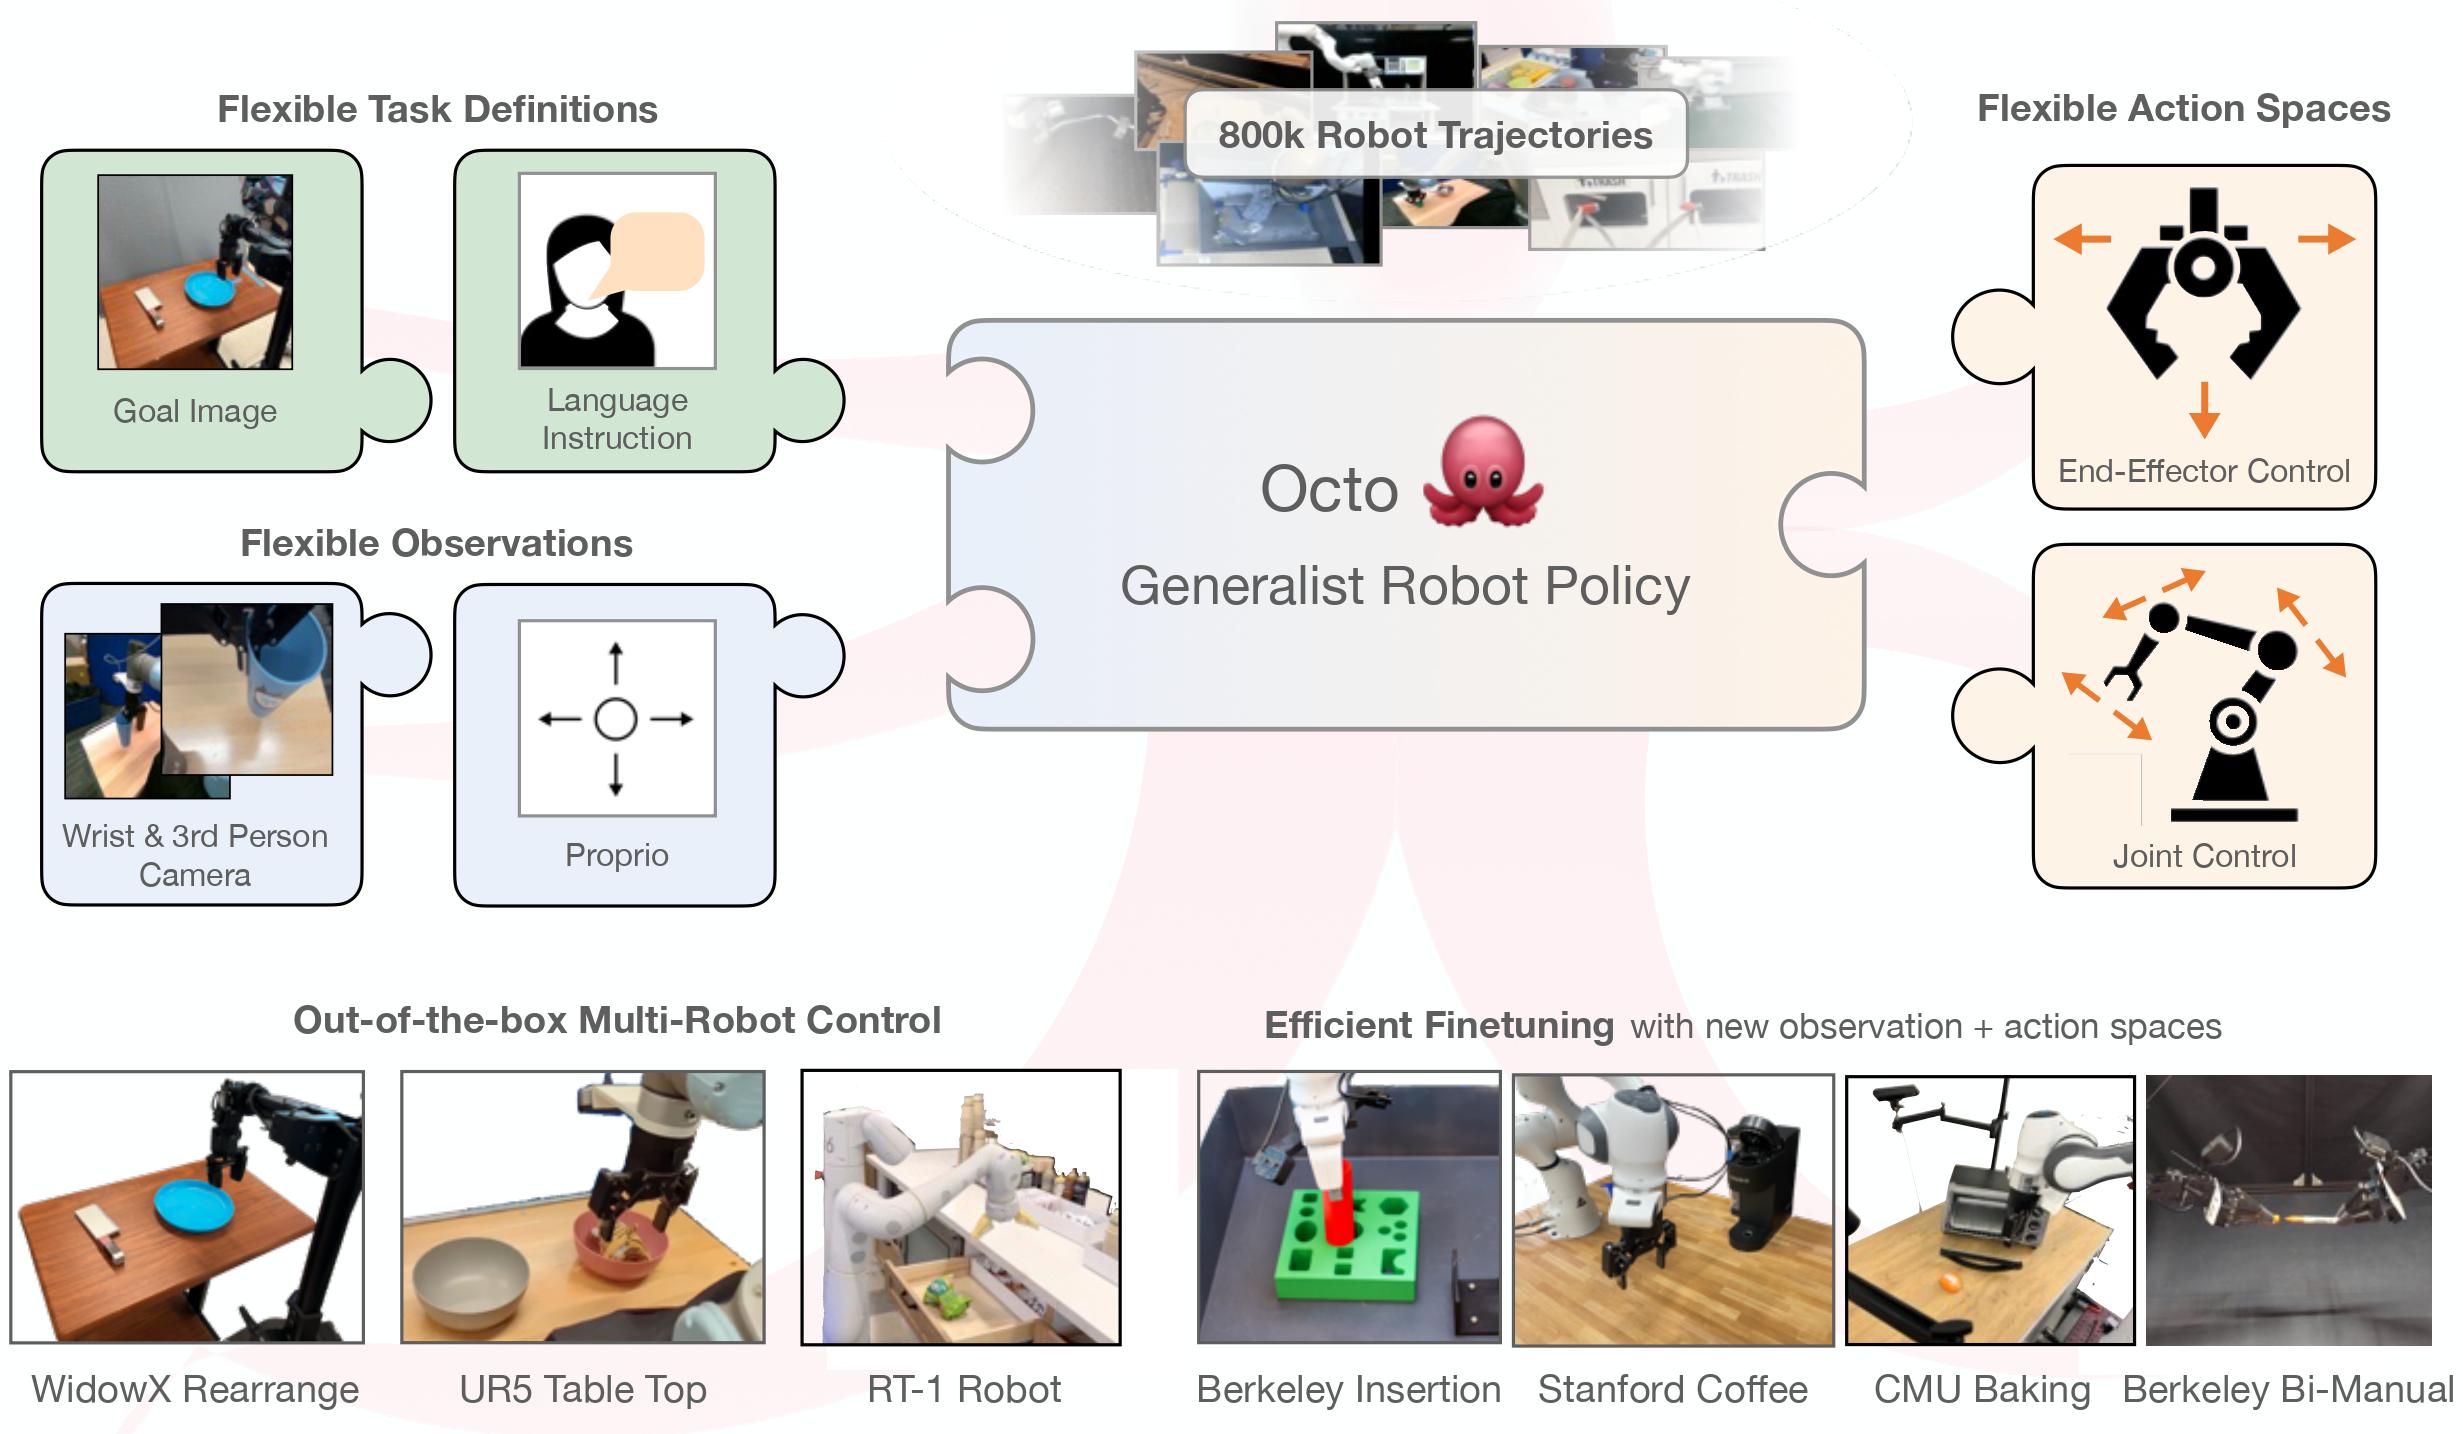 Flexible Task Definitions
Goal Image
Language
Instruction
Flexible Observations
Wrist & 3rd Person
Camera
Proprio
800k Robot Trajectories
TRASH
TRASH
Octo
Generalist Robot Policy
Flexible Action Spaces
End-Effector Control
Joint Control
Out-of-the-box Multi-Robot Control
WidowX Rearrange
UR5 Table Top
RT-1 Robot
Efficient Finetuning with new observation + action spaces
Berkeley Insertion
Stanford Coffee
CMU Baking
Berkeley Bi-Manual